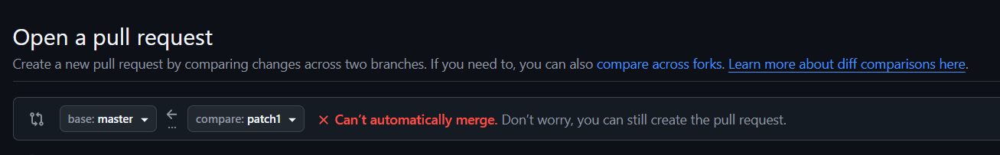 Open a pull request
Create a new pull request by comparing changes across two branches. If you need to, you can also compare across forks. Learn more about diff comparisons here.
base: master ← compare: patch1 × Can’t automatically merge. Don’t worry, you can still create the pull request.
...